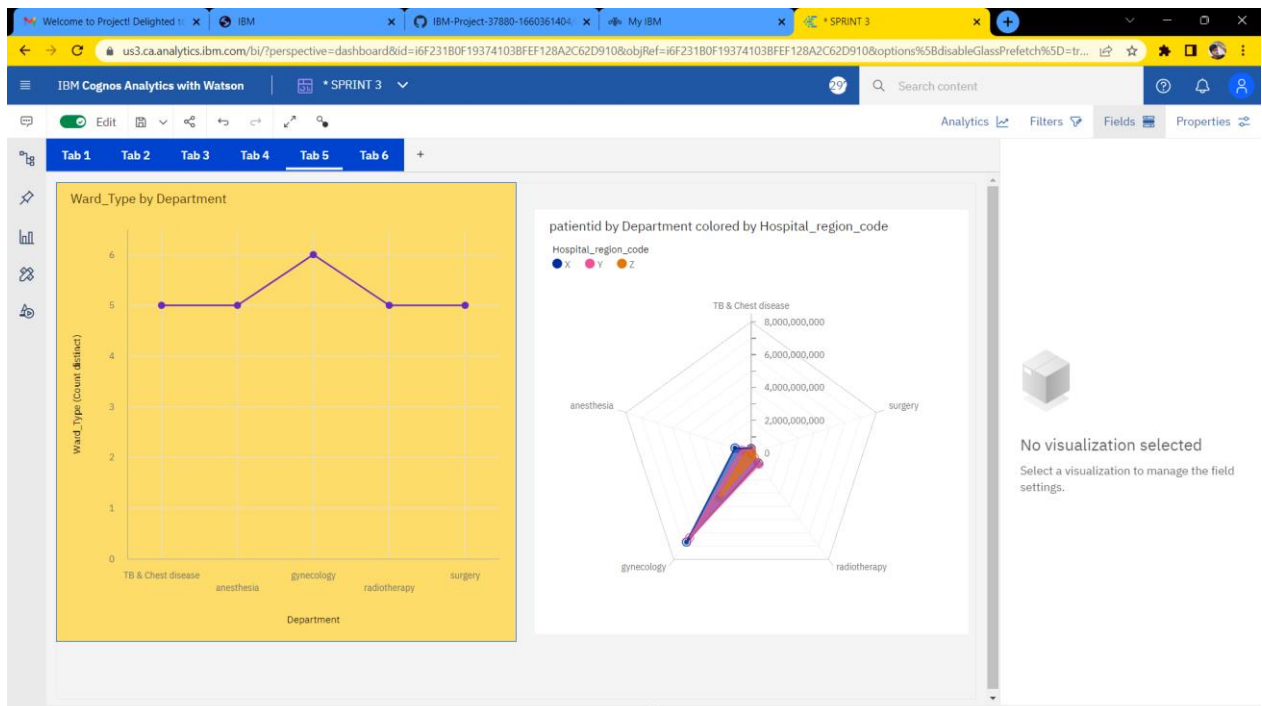 Welcome to Project! Delighted to
IBM
IBM-Project-37880-1660361404
My IBM
* SPRINT 3
us3.ca.analytics.ibm.com/bi/?perspective=dashboard&id=i6F231B0F19374103BFEF128A2C62D910&objRef=i6F231B0F19374103BFEF128A2C62D910&options%5BdisableGlassPrefetch%5D=tr...
IBM Cognos Analytics with Watson
* SPRINT 3
Search content
Edit
Analytics
Filters
Fields
Properties
Tab 1
Tab 2
Tab 3
Tab 4
Tab 5
Tab 6
+
Ward_Type by Department
6
5
4
3
2
1
0
Ward_Type (Count distinct)
TB & Chest disease
anesthesia
gynecology
radiotherapy
surgery
Department
patientid by Department colored by Hospital_region_code
Hospital_region_code
X Y Z
TB & Chest disease
8,000,000,000
6,000,000,000
4,000,000,000
2,000,000,000
0
anesthesia
surgery
gynecology
radiotherapy
No visualization selected
Select a visualization to manage the field
settings.